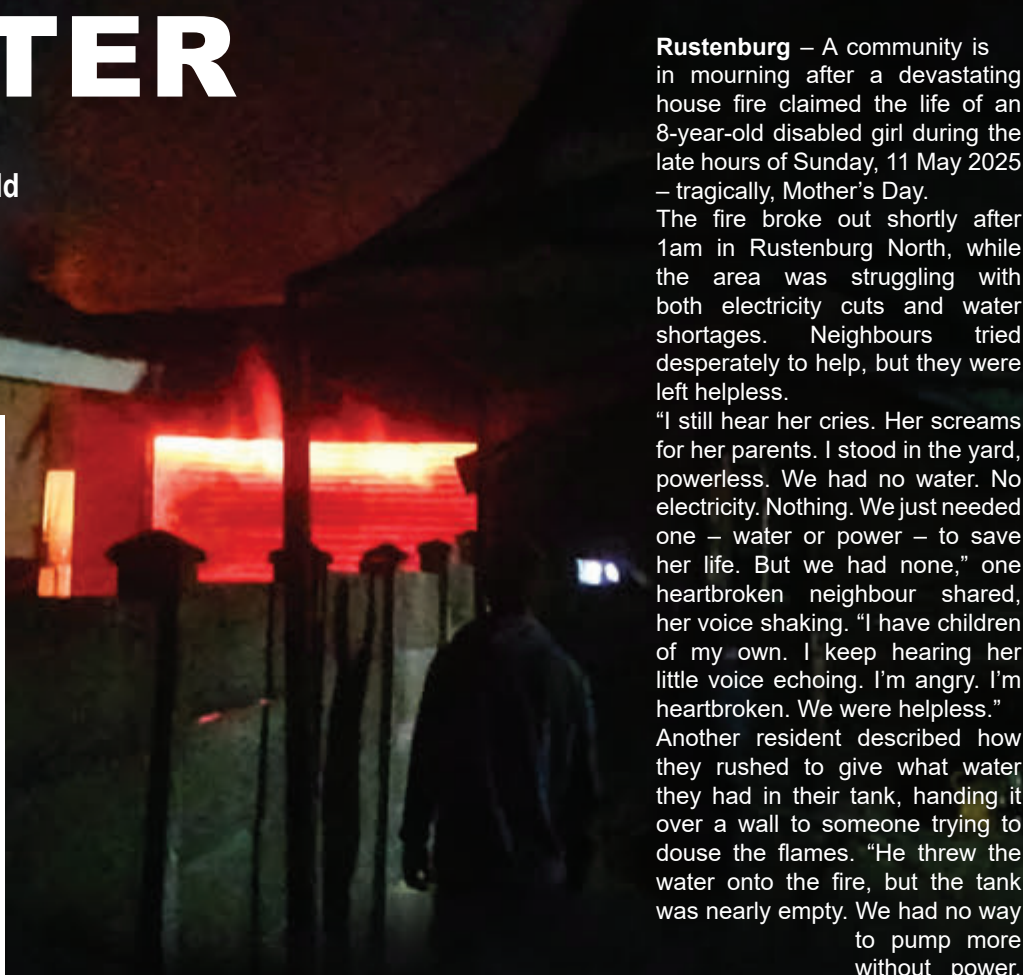 TER
ld
Rustenburg – A community is
in mourning after a devastating
house fire claimed the life of an
8-year-old disabled girl during the
late hours of Sunday, 11 May 2025
– tragically, Mother’s Day.
The fire broke out shortly after
1am in Rustenburg North, while
the area was struggling with
both electricity cuts and water
shortages. Neighbours tried
desperately to help, but they were
left helpless.
“I still hear her cries. Her screams
for her parents. I stood in the yard,
powerless. We had no water. No
electricity. Nothing. We just needed
one – water or power – to save
her life. But we had none,” one
heartbroken neighbour shared,
her voice shaking. “I have children
of my own. I keep hearing her
little voice echoing. I’m angry. I’m
heartbroken. We were helpless.”
Another resident described how
they rushed to give what water
they had in their tank, handing it
over a wall to someone trying to
douse the flames. “He threw the
water onto the fire, but the tank
was nearly empty. We had no way
to pump more
without power.